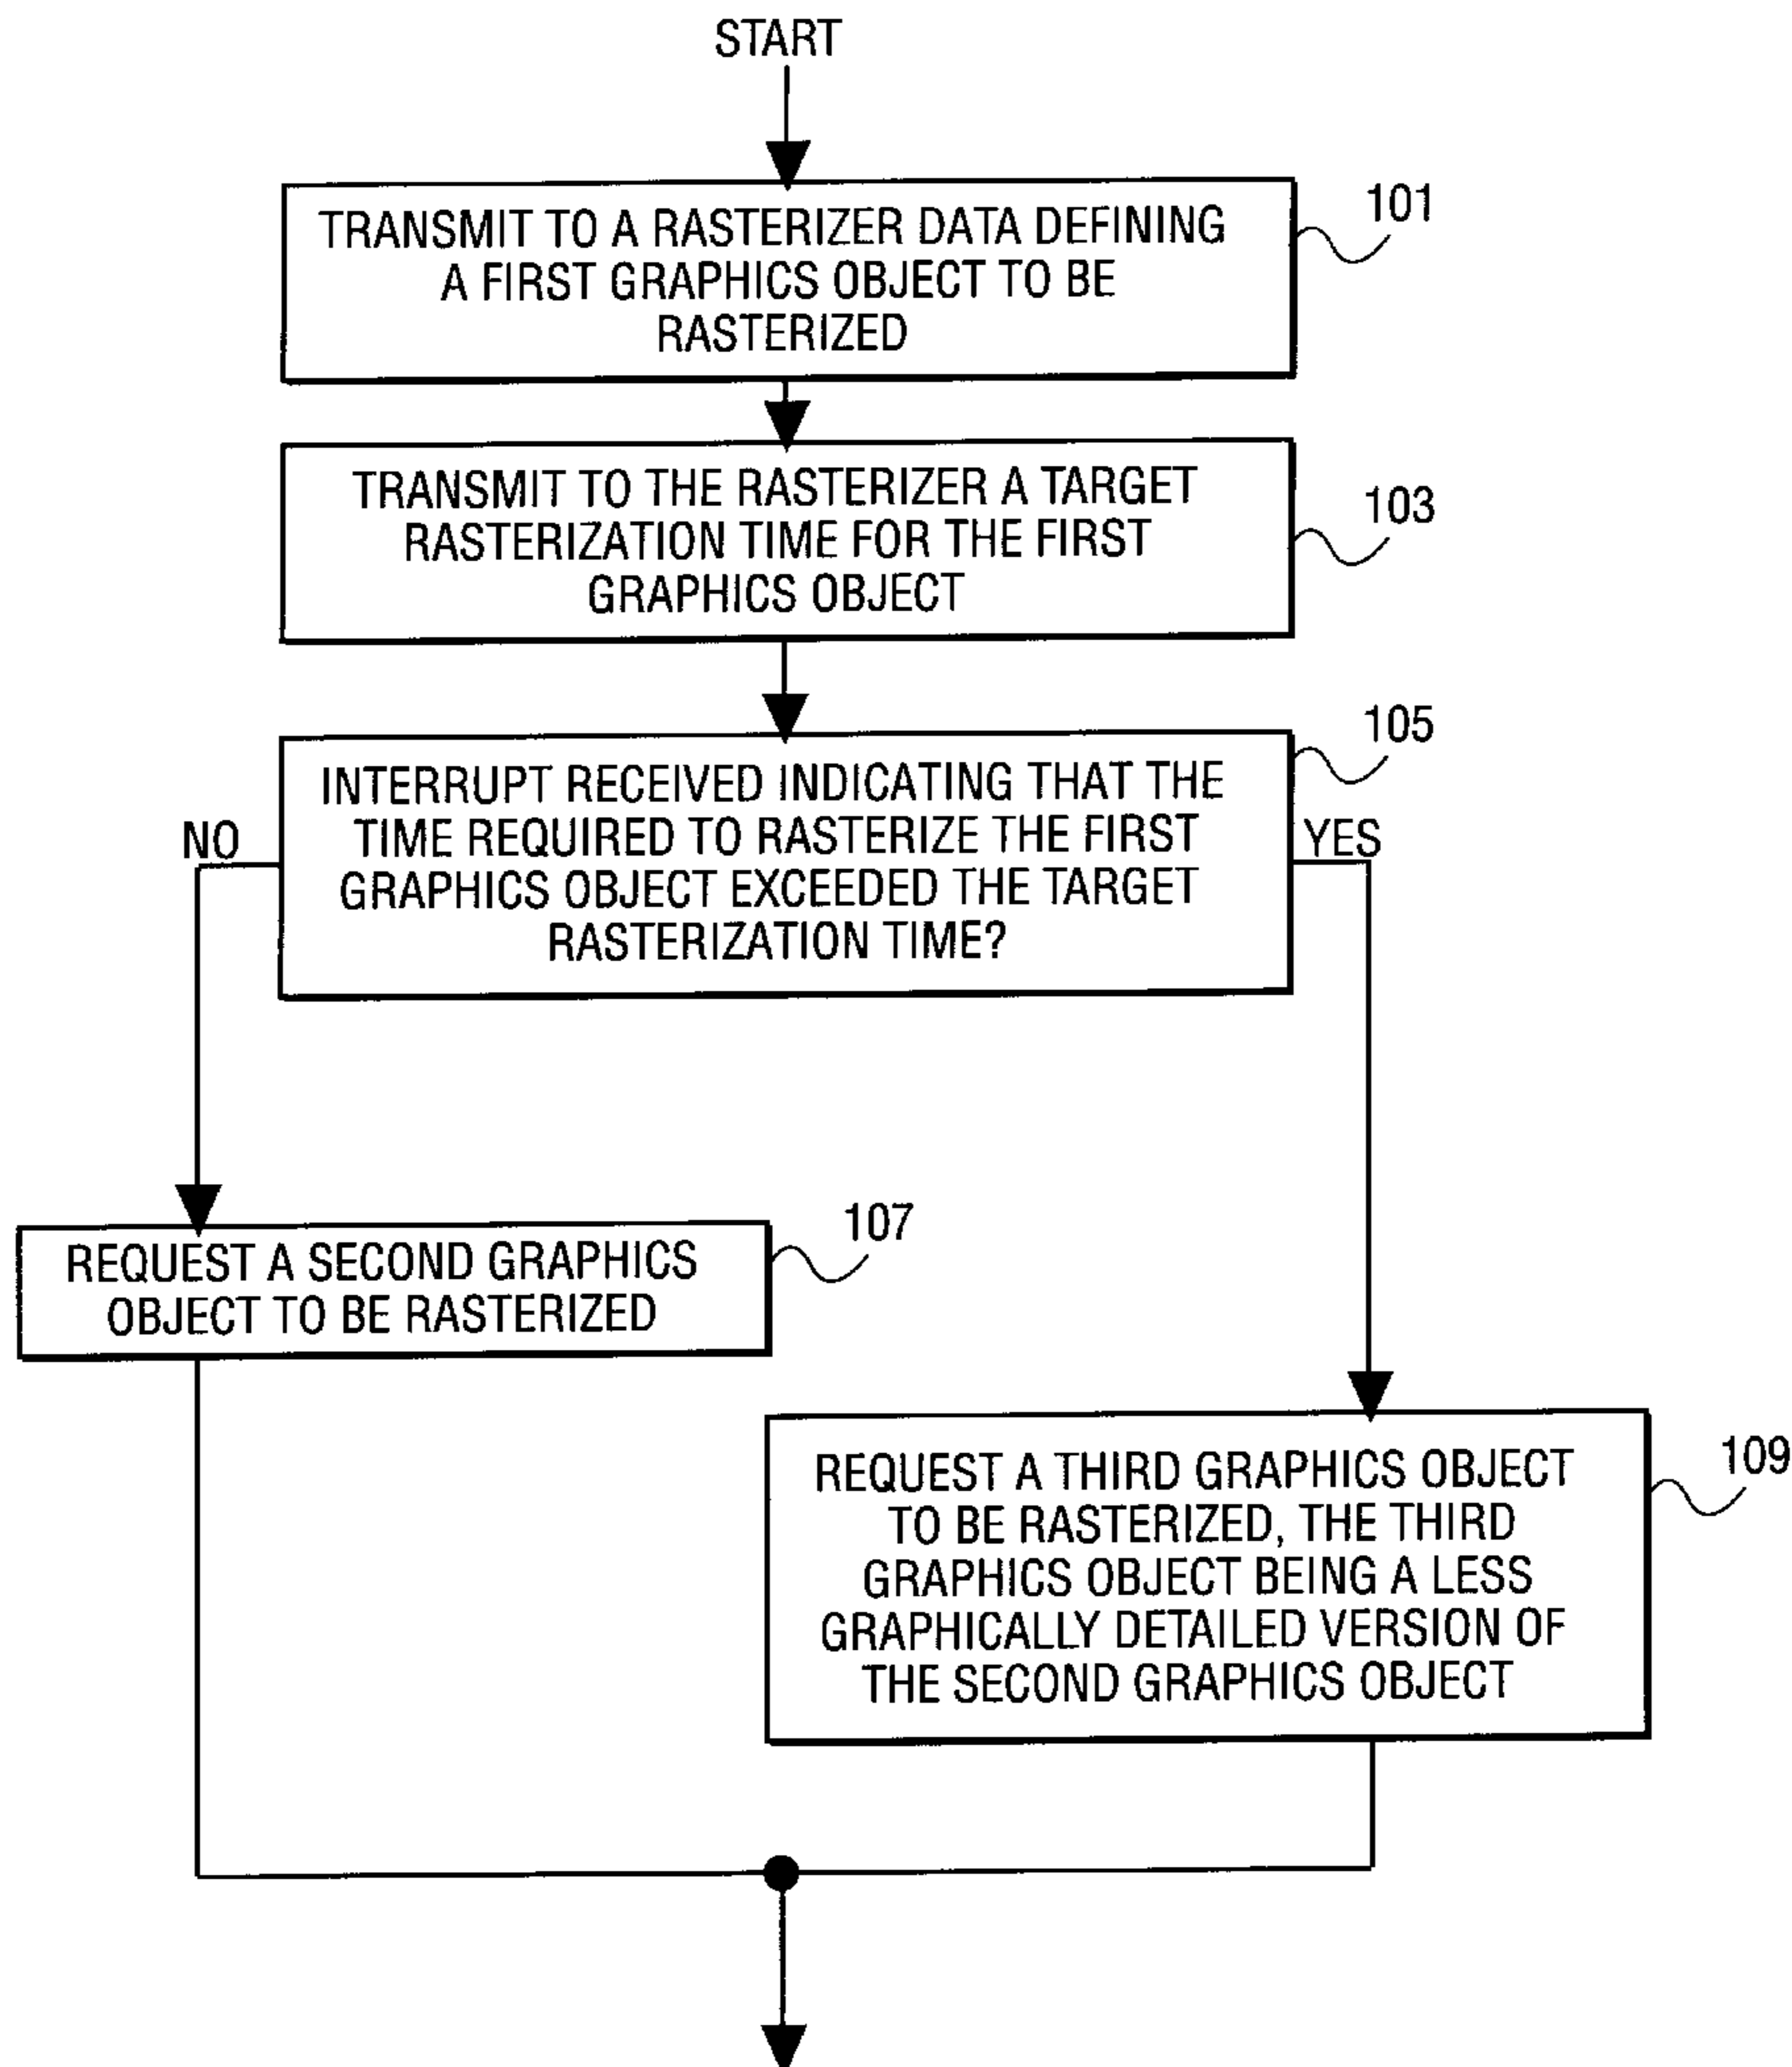 START
TRANSMIT TO A RASTERIZER DATA DEFINING
A FIRST GRAPHICS OBJECT TO BE
RASTERIZED
101
TRANSMIT TO THE RASTERIZER A TARGET
RASTERIZATION TIME FOR THE FIRST
GRAPHICS OBJECT
103
INTERRUPT RECEIVED INDICATING THAT THE
TIME REQUIRED TO RASTERIZE THE FIRST
GRAPHICS OBJECT EXCEEDED THE TARGET
RASTERIZATION TIME?
105
NO
YES
REQUEST A SECOND GRAPHICS
OBJECT TO BE RASTERIZED
107
REQUEST A THIRD GRAPHICS OBJECT
TO BE RASTERIZED, THE THIRD
GRAPHICS OBJECT BEING A LESS
GRAPHICALLY DETAILED VERSION OF
THE SECOND GRAPHICS OBJECT
109